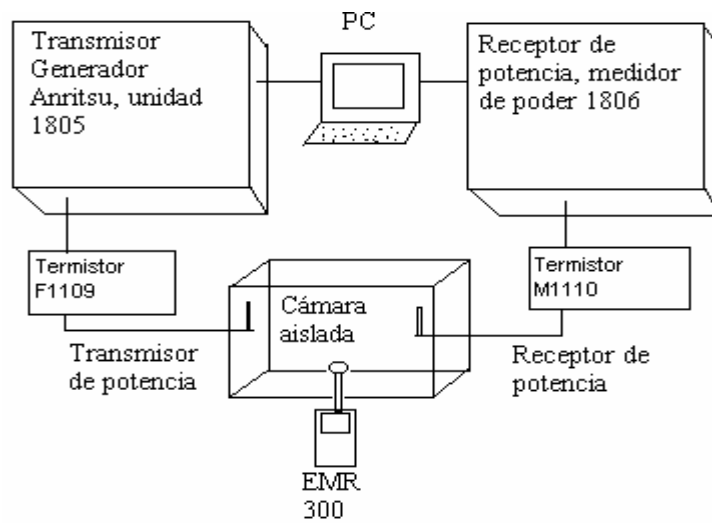 PC
Transmisor
Generador
Anritsu, unidad
1805
Receptor de
potencia, medidor
de poder 1806
Termistor
F1109
Termistor
M1110
Cámara
aislada
Transmisor
de potencia
Receptor de
potencia
EMR
300